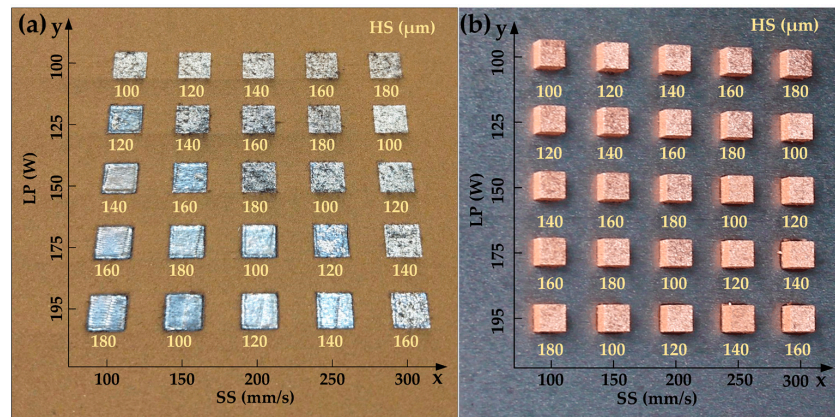 (a) y HS (μm)
100
100 120 140 160 180
125
120 140 160 180 100
LP (W)
150
140 160 180 100 120
175
160 180 100 120 140
195
180 100 120 140 160
100 150 200 250 300 x
SS (mm/s)
(b) y HS (μm)
100
100 120 140 160 180
125
120 140 160 180 100
LP (W)
150
140 160 180 100 120
175
160 180 100 120 140
195
180 100 120 140 160
100 150 200 250 300 x
SS (mm/s)